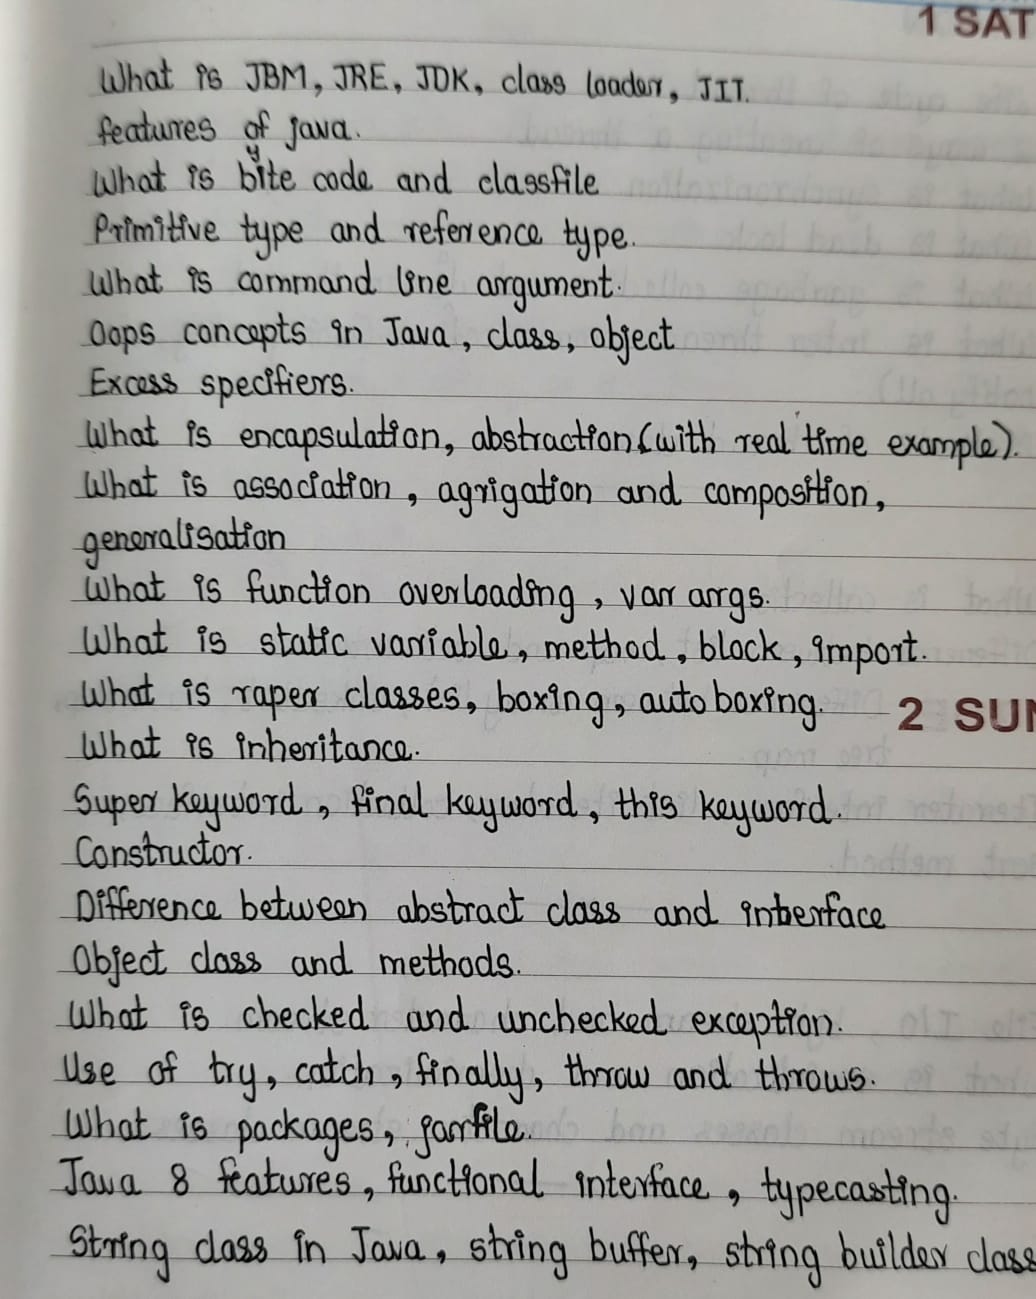 1 SAT
What is JBM, JRE, JDK, class loader, JIT.
features of java.
y
What is bite code and classfile
Primitive type and reference type.
What is command line argument.
Oops concepts in Java, class, object
Excess specifiers.
What is encapsulation, abstraction (with real time example).
What is association, agrigation and composition,
generalisation
What is function overloading, var args.
What is static variable, method, block, import.
What is raper classes, boxing, auto boxing.
2 SUN
What is inheritance.
Super keyword, final keyword, this keyword.
Constructor.
Difference between abstract class and interface
Object class and methods.
What is checked and unchecked exception.
Use of try, catch, finally, throw and throws.
What is packages, jarfile.
Java 8 features, functional interface, typecasting.
String class in Java, string buffer, string builder class